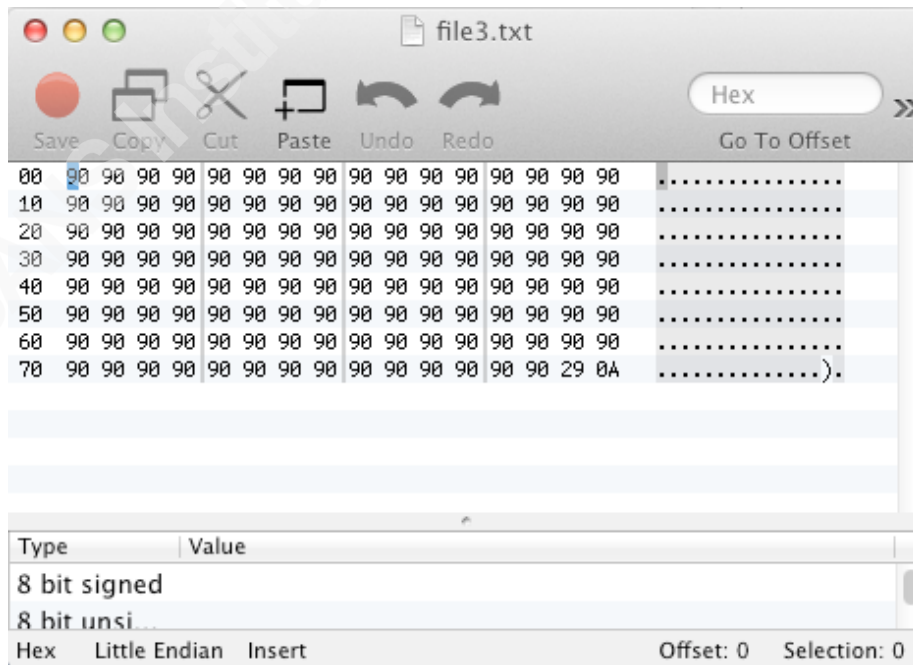 file3.txt
Hex
Save Copy Cut Paste Undo Redo Go To Offset
00 90 90 90 90 90 90 90 90 90 90 90 90 90 90 90 90 ................
10 90 90 90 90 90 90 90 90 90 90 90 90 90 90 90 90 ................
20 90 90 90 90 90 90 90 90 90 90 90 90 90 90 90 90 ................
30 90 90 90 90 90 90 90 90 90 90 90 90 90 90 90 90 ................
40 90 90 90 90 90 90 90 90 90 90 90 90 90 90 90 90 ................
50 90 90 90 90 90 90 90 90 90 90 90 90 90 90 90 90 ................
60 90 90 90 90 90 90 90 90 90 90 90 90 90 90 90 90 ................
70 90 90 90 90 90 90 90 90 90 90 90 90 90 90 29 0A ..............).
Type Value
8 bit signed
8 bit unsi...
Hex Little Endian Insert Offset: 0 Selection: 0